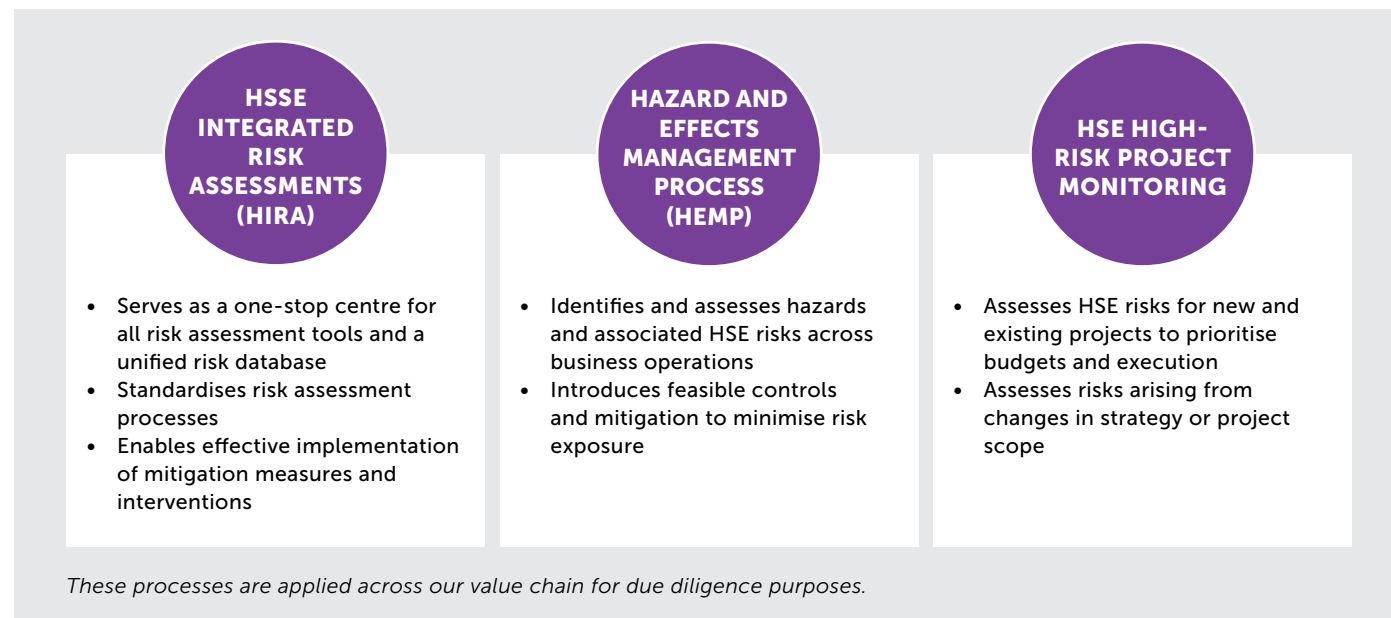 HSSE
INTEGRATED
RISK
ASSESSMENTS
(HIRA)
• Serves as a one-stop centre for
all risk assessment tools and a
unified risk database
• Standardises risk assessment
processes
• Enables effective implementation
of mitigation measures and
interventions
HAZARD AND
EFFECTS
MANAGEMENT
PROCESS
(HEMP)
• Identifies and assesses hazards
and associated HSE risks across
business operations
• Introduces feasible controls
and mitigation to minimise risk
exposure
HSE HIGH-
RISK PROJECT
MONITORING
• Assesses HSE risks for new and
existing projects to prioritise
budgets and execution
• Assesses risks arising from
changes in strategy or project
scope
These processes are applied across our value chain for due diligence purposes.